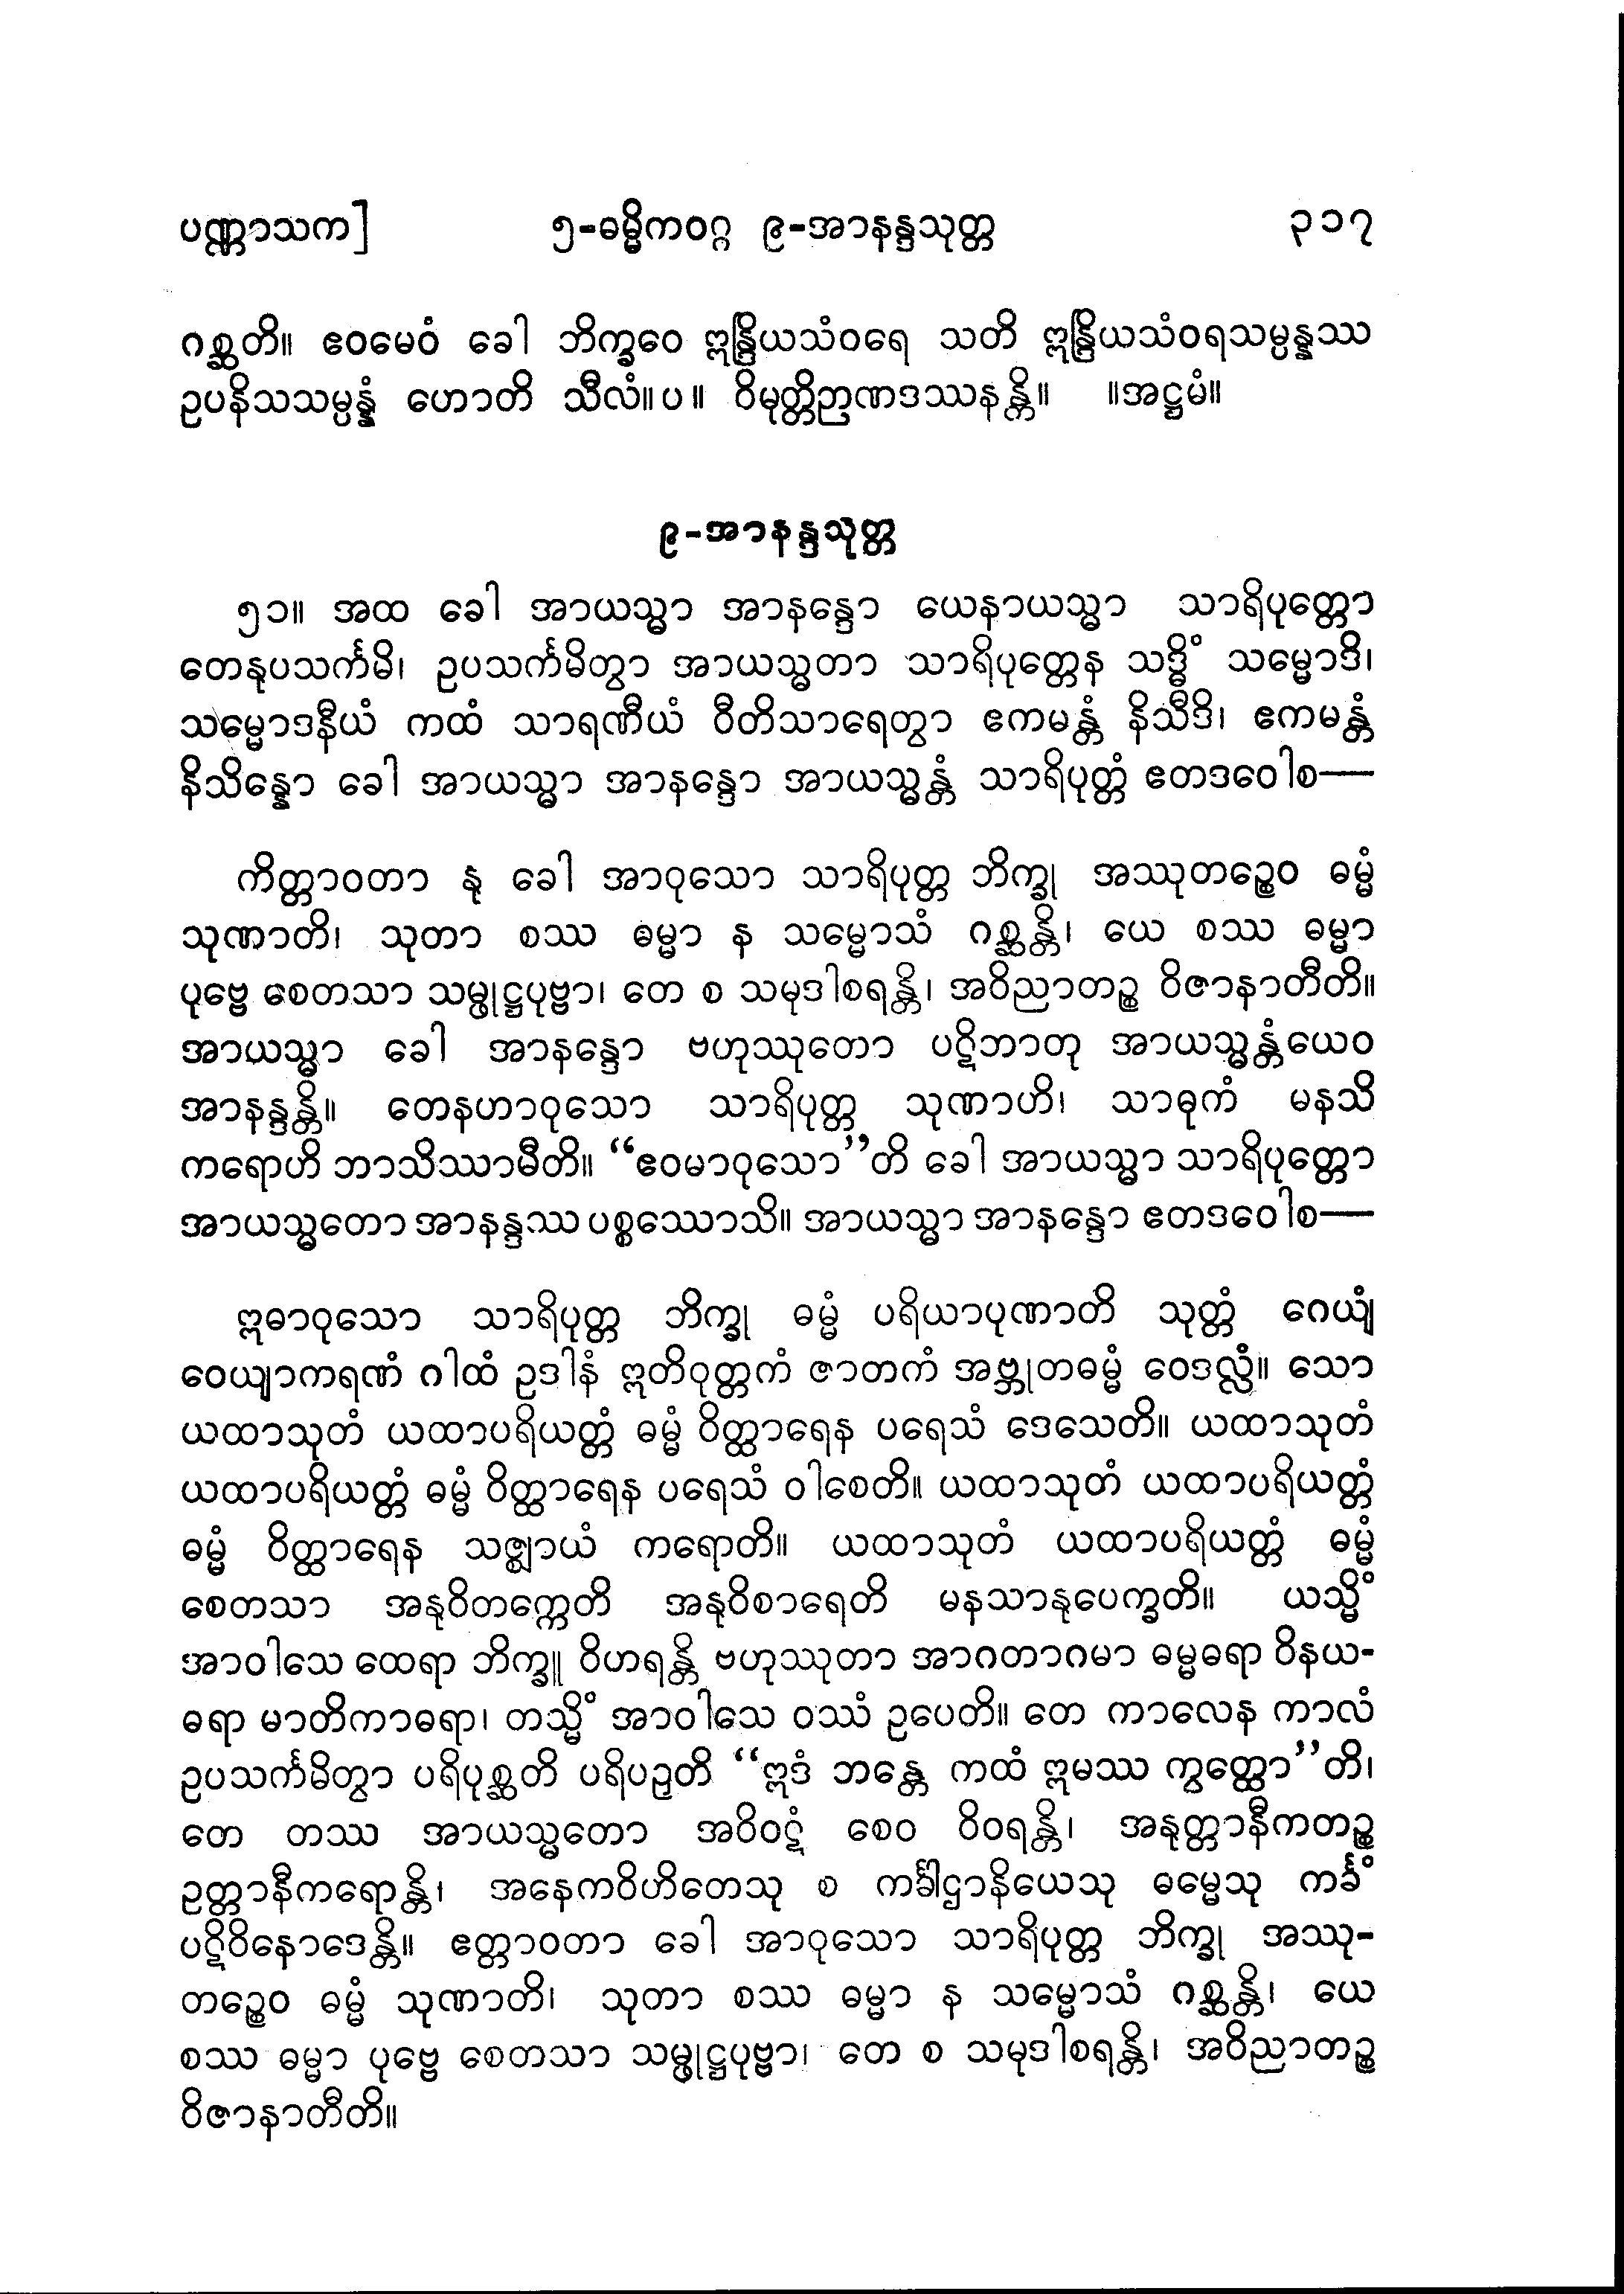 ပဏ္ဏာသက] ၅-ဓမ္မိကဝဂ္ဂ ၉-အာနန္ဒသုတ္တ ၃၁၇
ဂစ္ဆတိ။ ဧဝမေဝံ ခေါ ဘိက္ခဝေ ဣန္ဒြိယသံဝရေ သတိ ဣန္ဒြိယသံဝရသမ္ပန္နဿ
ဥပနိသသမ္ပန္နံ ဟောတိ သီလံ။ပ။ ဝိမုတ္တိဉာဏဒဿနန္တိ။ ။အဋ္ဌမံ။
၉-အာနန္ဒသုတ္တ
၅၁။ အထ ခေါ အာယသ္မာ အာနန္ဒော ယေနာယသ္မာ သာရိပုတ္တော
တေနုပသင်္ကမိ၊ ဥပသင်္ကမိတွာ အာယသ္မတာ သာရိပုတ္တေန သဒ္ဓိံ သမ္မောဒိ၊
သမ္မောဒနီယံ ကထံ သာရဏီယံ ဝီတိသာရေတွာ ဧကမန္တံ နိသီဒိ၊ ဧကမန္တံ
နိသိန္နော ခေါ အာယသ္မာ အာနန္ဒော အာယသ္မန္တံ သာရိပုတ္တံ ဧတဒဝေါစ—
ကိတ္တာဝတာ နု ခေါ အာဝုသော သာရိပုတ္တ ဘိက္ခု အဿုတဉ္စေဝ ဓမ္မံ
သုဏာတိ၊ သုတာ စဿ ဓမ္မာ န သမ္မောသံ ဂစ္ဆန္တိ၊ ယေ စဿ ဓမ္မာ
ပုဗ္ဗေ စေတသာ သမ္ဖုဋ္ဌပုဗ္ဗာ၊ တေ စ သမုဒါစရန္တိ၊ အဝိညာတဉ္စ ဝိဇာနာတီတိ။
အာယသ္မာ ခေါ အာနန္ဒော ဗဟုဿုတော ပဋိဘာတု အာယသ္မန္တံယေဝ
အာနန္ဒန္တိ။ တေနဟာဝုသော သာရိပုတ္တ သုဏာဟိ၊ သာဓုကံ မနသိ
ကရောဟိ ဘာသိဿာမီတိ။ “ဧဝမာဝုသော”တိ ခေါ အာယသ္မာ သာရိပုတ္တော
အာယသ္မတော အာနန္ဒဿ ပစ္စဿောသိ။ အာယသ္မာ အာနန္ဒော ဧတဒဝေါစ—
ဣဓာဝုသော သာရိပုတ္တ ဘိက္ခု ဓမ္မံ ပရိယာပုဏာတိ သုတ္တံ ဂေယျံ
ဝေယျာကရဏံ ဂါထံ ဥဒါနံ ဣတိဝုတ္တကံ ဇာတကံ အဗ္ဘုတဓမ္မံ ဝေဒလ္လံ။ သော
ယထာသုတံ ယထာပရိယတ္တံ ဓမ္မံ ဝိတ္ထာရေန ပရေသံ ဒေသေတိ။ ယထာသုတံ
ယထာပရိယတ္တံ ဓမ္မံ ဝိတ္ထာရေန ပရေသံ ဝါစေတိ။ ယထာသုတံ ယထာပရိယတ္တံ
ဓမ္မံ ဝိတ္ထာရေန သဇ္ဈာယံ ကရောတိ။ ယထာသုတံ ယထာပရိယတ္တံ ဓမ္မံ
စေတသာ အနုဝိတက္ကေတိ အနုဝိစာရေတိ မနသာနုပေက္ခတိ။ ယသ္မိံ
အာဝါသေ ထေရာ ဘိက္ခူ ဝိဟရန္တိ ဗဟုဿုတာ အာဂတာဂမာ ဓမ္မဓရာ ဝိနယ-
ဓရာ မာတိကာဓရာ၊ တသ္မိံ အာဝါသေ ဝဿံ ဥပေတိ။ တေ ကာလေန ကာလံ
ဥပသင်္ကမိတွာ ပရိပုစ္ဆတိ ပရိပဉှတိ “ဣဒံ ဘန္တေ ကထံ ဣမဿ ကွတ္ထော”တိ၊
တေ တဿ အာယသ္မတော အဝိဝဋံ စေဝ ဝိဝရန္တိ၊ အနုတ္တာနီကတဉ္စ
ဥတ္တာနီကရောန္တိ၊ အနေကဝိဟိတေသု စ ကင်္ခါဌာနိယေသု ဓမ္မေသု ကင်္ခံ
ပဋိဝိနောဒေန္တိ။ ဧတ္တာဝတာ ခေါ အာဝုသော သာရိပုတ္တ ဘိက္ခု အဿု-
တဉ္စေဝ ဓမ္မံ သုဏာတိ၊ သုတာ စဿ ဓမ္မာ န သမ္မောသံ ဂစ္ဆန္တိ၊ ယေ
စဿ ဓမ္မာ ပုဗ္ဗေ စေတသာ သမ္ဖုဋ္ဌပုဗ္ဗာ၊ တေ စ သမုဒါစရန္တိ၊ အဝိညာတဉ္စ
ဝိဇာနာတီတိ။